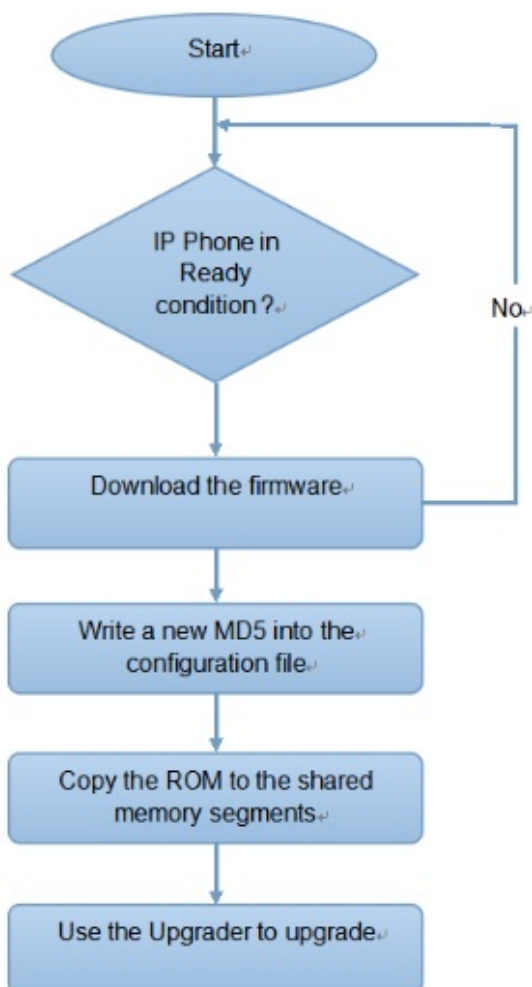 Start
IP Phone in
Ready
condition ?
No
Download the firmware
Write a new MD5 into the
configuration file
Copy the ROM to the shared
memory segments
Use the Upgrader to upgrade